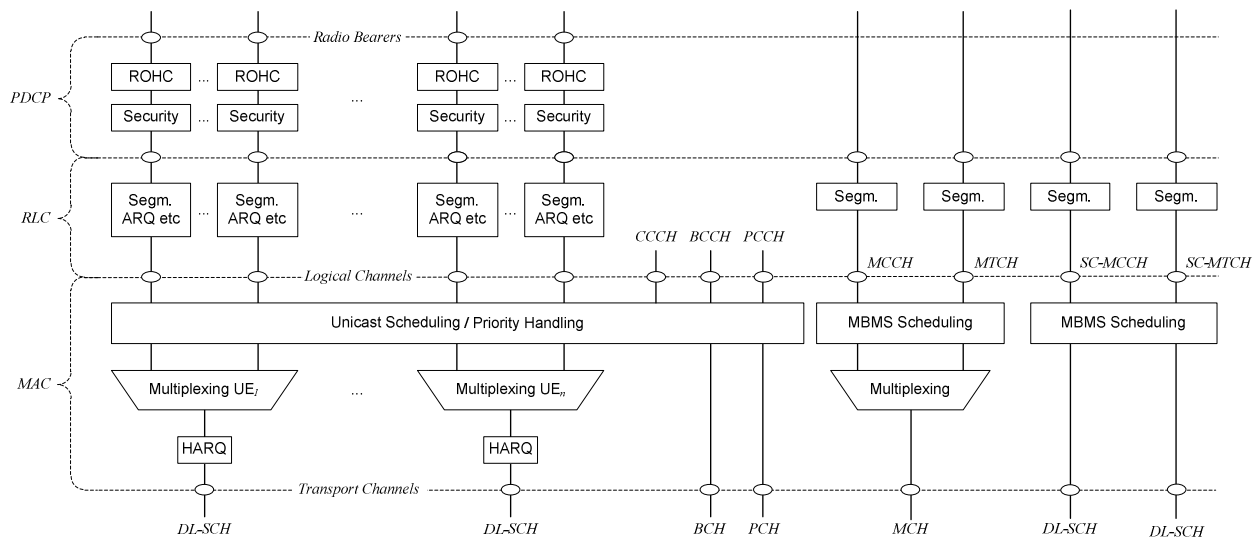 Radio Bearers
ROHC ... ROHC ROHC ... ROHC
PDCP ...
Security ... Security Security ... Security
Segm. ARQ etc ... Segm. ARQ etc ... Segm. ARQ etc ... Segm. ARQ etc Segm. Segm. Segm. Segm.
RLC
CCCH BCCH PCCH
Logical Channels MCCH MTCH SC-MCCH SC-MTCH
Unicast Scheduling / Priority Handling MBMS Scheduling MBMS Scheduling
MAC
Multiplexing UE1 ... Multiplexing UEn Multiplexing
HARQ HARQ
Transport Channels
DL-SCH DL-SCH BCH PCH MCH DL-SCH DL-SCH